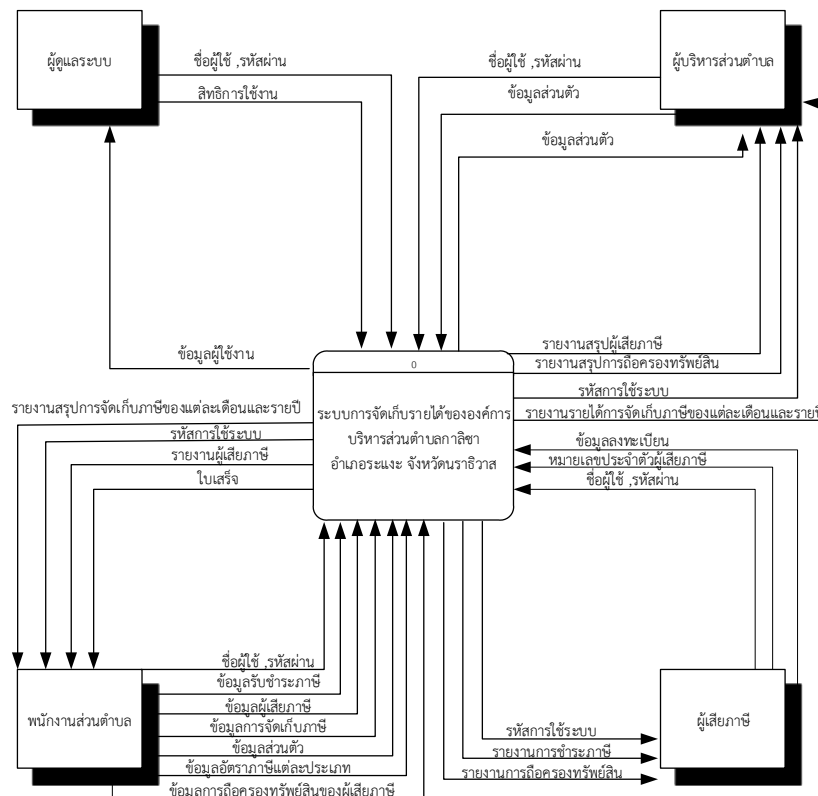 ผู้ดูแลระบบ
ชื่อผู้ใช้ ,รหัสผ่าน
สิทธิการใช้งาน
ชื่อผู้ใช้ ,รหัสผ่าน
ข้อมูลส่วนตัว
ข้อมูลส่วนตัว
ผู้บริหารส่วนตำบล
ข้อมูลผู้ใช้งาน
0
ระบบการจัดเก็บรายได้ขององค์การ
บริหารส่วนตำบลกาลิซา
อำเภอระแงะ จังหวัดนราธิวาส
รายงานสรุปผู้เสียภาษี
รายงานสรุปการถือครองทรัพย์สิน
รหัสการใช้ระบบ
รายงานรายได้การจัดเก็บภาษีของแต่ละเดือนและรายปี
รายงานสรุปการจัดเก็บภาษีของแต่ละเดือนและรายปี
รหัสการใช้ระบบ
รายงานผู้เสียภาษี
ใบเสร็จ
ข้อมูลลงทะเบียน
หมายเลขประจำตัวผู้เสียภาษี
ชื่อผู้ใช้ ,รหัสผ่าน
พนักงานส่วนตำบล
ชื่อผู้ใช้ ,รหัสผ่าน
ข้อมูลรับชำระภาษี
ข้อมูลผู้เสียภาษี
ข้อมูลการจัดเก็บภาษี
ข้อมูลส่วนตัว
ข้อมูลอัตราภาษีแต่ละประเภท
ข้อมูลการถือครองทรัพย์สินของผู้เสียภาษี
รหัสการใช้ระบบ
รายงานการชำระภาษี
รายงานการถือครองทรัพย์สิน
ผู้เสียภาษี